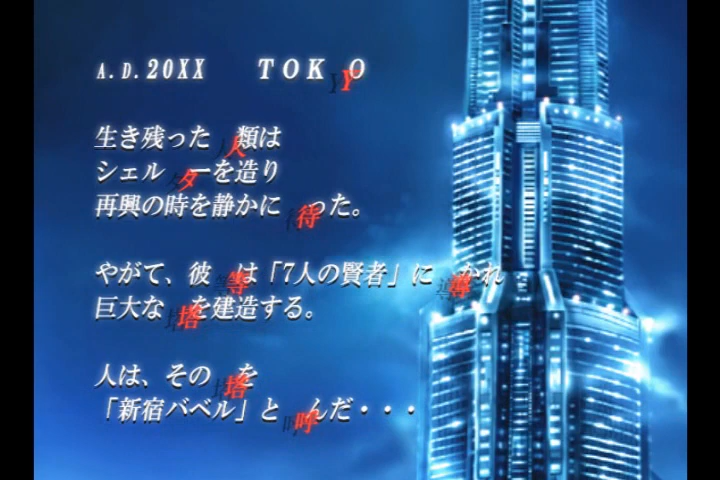 A.D.20XX TOKYO
生き残った人類は
シェルターを造り
再興の時を静かに待った。
やがて、彼等は「7人の賢者」に導かれ
巨大な塔を建造する。
人は、その塔を
「新宿バベル」と呼んだ・・・